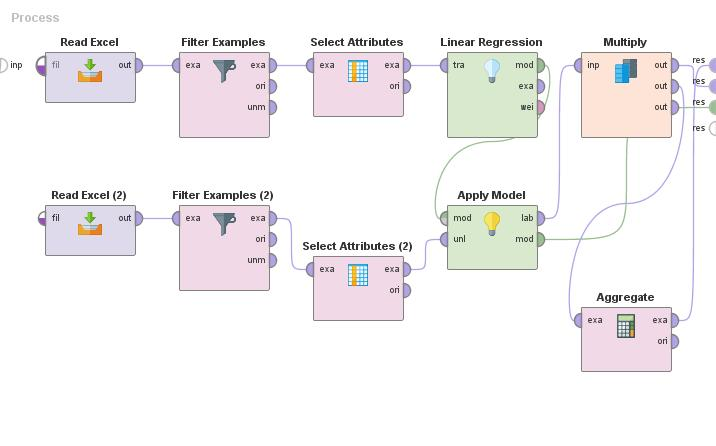 Process
Read Excel
Filter Examples
Select Attributes
Linear Regression
Multiply
inp
fil
out
exa
exa
ori
unm
exa
exa
ori
tra
mod
exa
wei
inp
out
out
out
res
res
res
res
Read Excel (2)
Filter Examples (2)
Select Attributes (2)
Apply Model
fil
out
exa
exa
ori
unm
exa
exa
ori
mod
unl
lab
mod
Aggregate
exa
exa
ori